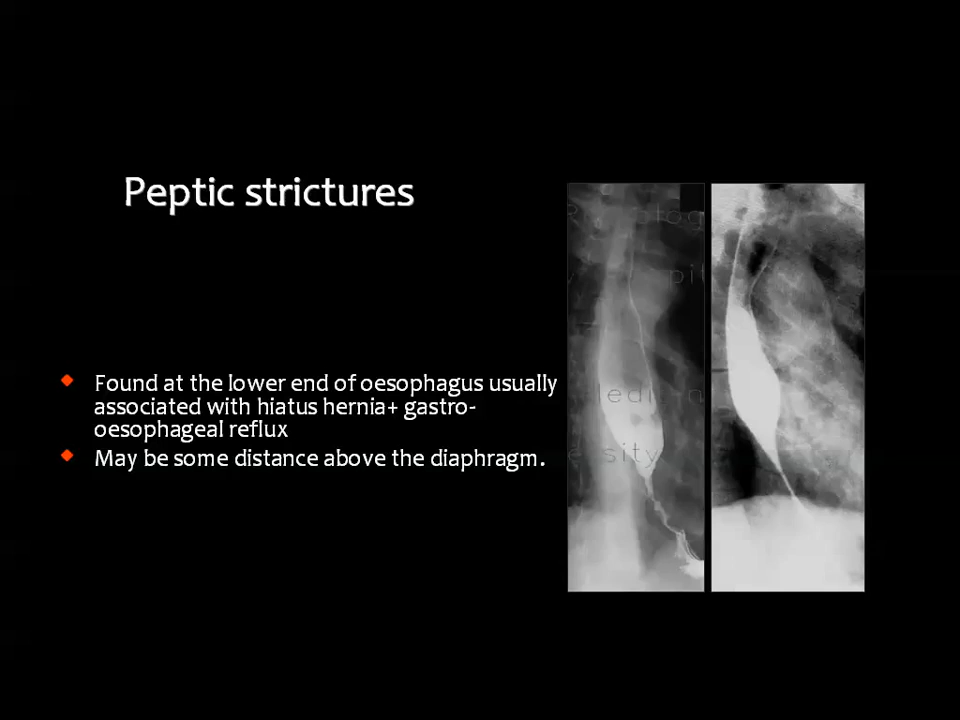 Peptic strictures
Found at the lower end of oesophagus usually
associated with hiatus hernia+ gastro-
oesophageal reflux
May be some distance above the diaphragm.